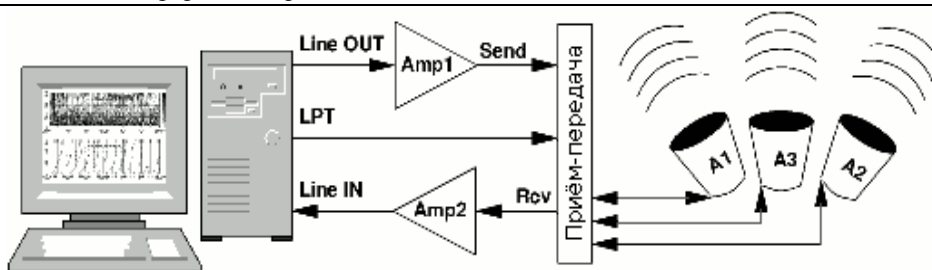 Line OUT
Amp1
Send
LPT
Line IN
Amp2
Rcv
Приём-передача
A1
A3
A2